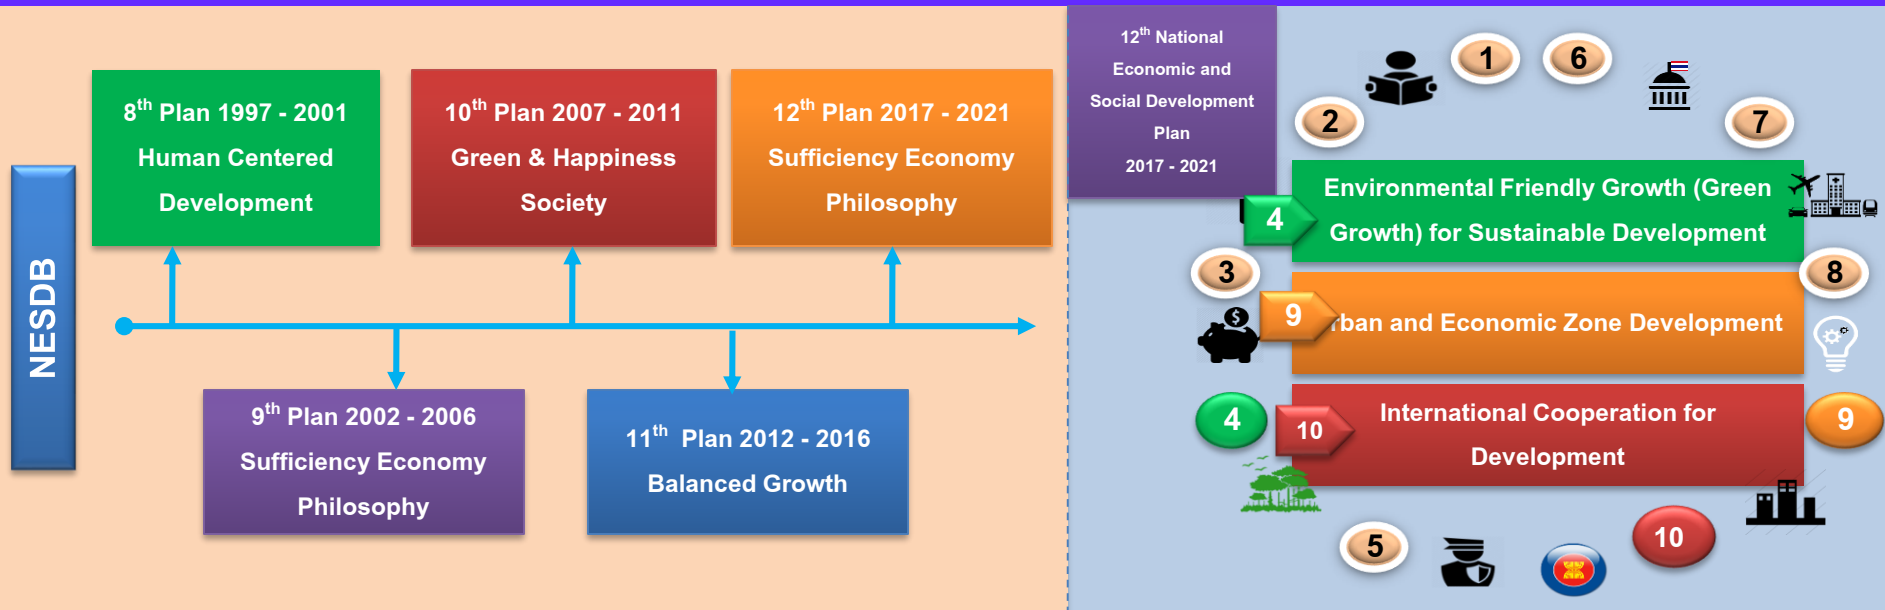 NESDB
8th Plan 1997 - 2001
Human Centered
Development
10th Plan 2007 - 2011
Green & Happiness
Society
12th Plan 2017 - 2021
Sufficiency Economy
Philosophy
9th Plan 2002 - 2006
Sufficiency Economy
Philosophy
11th Plan 2012 - 2016
Balanced Growth
12th National
Economic and
Social Development
Plan
2017 - 2021
1
6
2
7
4
Environmental Friendly Growth (Green
Growth) for Sustainable Development
3
8
$
9
rban and Economic Zone Development
4
10
International Cooperation for
Development
9
5
10